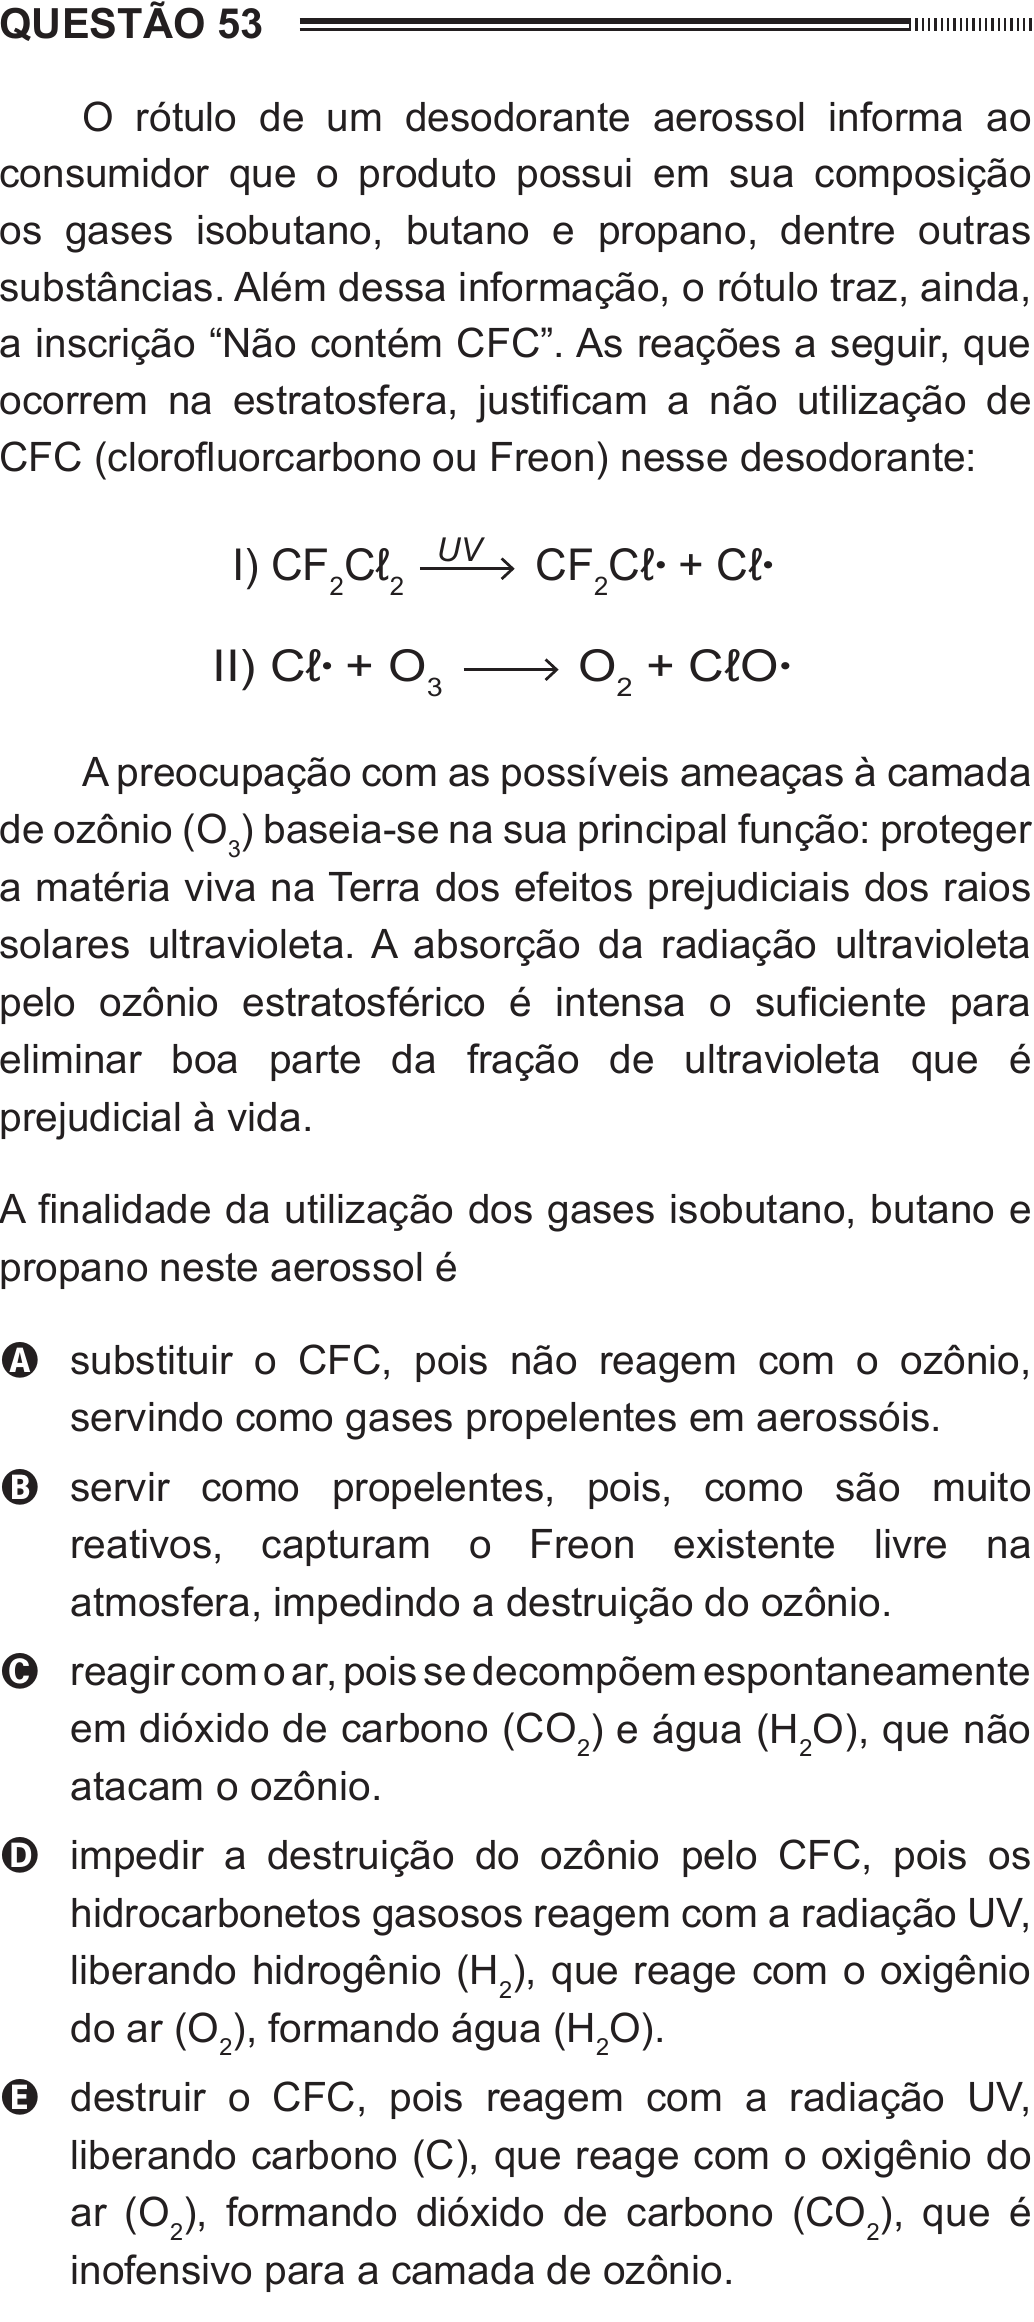 QUESTÃO 53
O rótulo de um desodorante aerossol informa ao
consumidor que o produto possui em sua composição
os gases isobutano, butano e propano, dentre outras
substâncias. Além dessa informação, o rótulo traz, ainda,
a inscrição “Não contém CFC”. As reações a seguir, que
ocorrem na estratosfera, justificam a não utilização de
CFC (clorofluorcarbono ou Freon) nesse desodorante:
I) CF₂Cℓ₂ —UV→ CF₂Cℓ• + Cℓ•
II) Cℓ• + O₃ ⟶ O₂ + CℓO•
A preocupação com as possíveis ameaças à camada
de ozônio (O₃) baseia-se na sua principal função: proteger
a matéria viva na Terra dos efeitos prejudiciais dos raios
solares ultravioleta. A absorção da radiação ultravioleta
pelo ozônio estratosférico é intensa o suficiente para
eliminar boa parte da fração de ultravioleta que é
prejudicial à vida.
A finalidade da utilização dos gases isobutano, butano e
propano neste aerossol é
A substituir o CFC, pois não reagem com o ozônio,
servindo como gases propelentes em aerossóis.
B servir como propelentes, pois, como são muito
reativos, capturam o Freon existente livre na
atmosfera, impedindo a destruição do ozônio.
C reagir com o ar, pois se decompõem espontaneamente
em dióxido de carbono (CO₂) e água (H₂O), que não
atacam o ozônio.
D impedir a destruição do ozônio pelo CFC, pois os
hidrocarbonetos gasosos reagem com a radiação UV,
liberando hidrogênio (H₂), que reage com o oxigênio
do ar (O₂), formando água (H₂O).
E destruir o CFC, pois reagem com a radiação UV,
liberando carbono (C), que reage com o oxigênio do
ar (O₂), formando dióxido de carbono (CO₂), que é
inofensivo para a camada de ozônio.